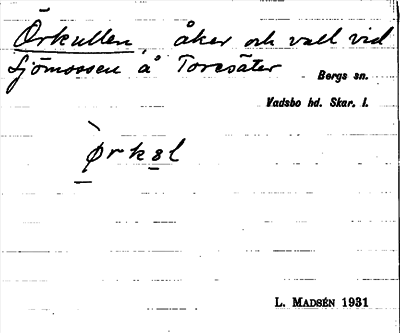 Örkullen, åker och vall vid
Sjömossen å Toresäter
Bergs sn.
Vadsbo hd. Skar. l.
ørkəl
L. MADSÉN 1931